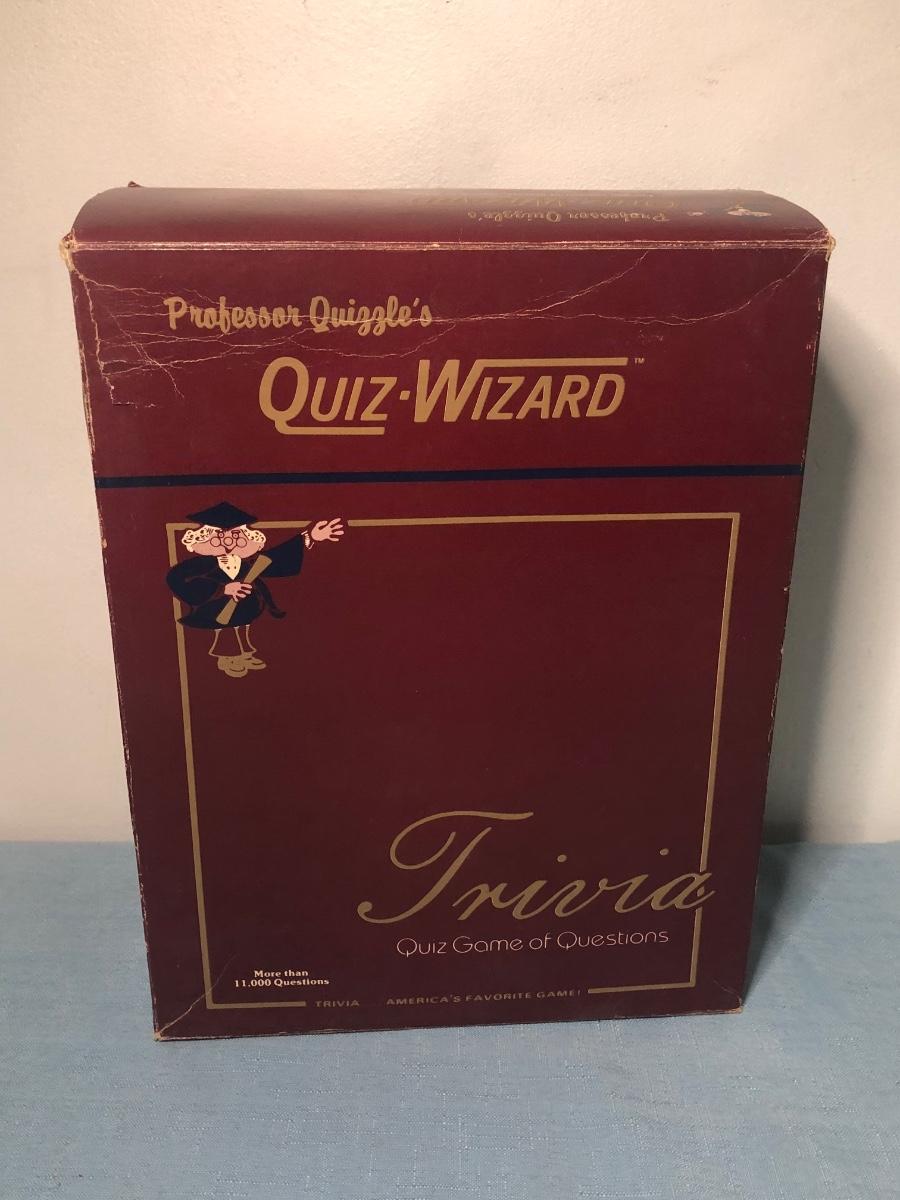 Professor Quizzle's
Professor Quizzle's
QUIZ·WIZARD™
Trivia
Quiz Game of Questions
More than
11,000 Questions
TRIVIA AMERICA'S FAVORITE GAME!